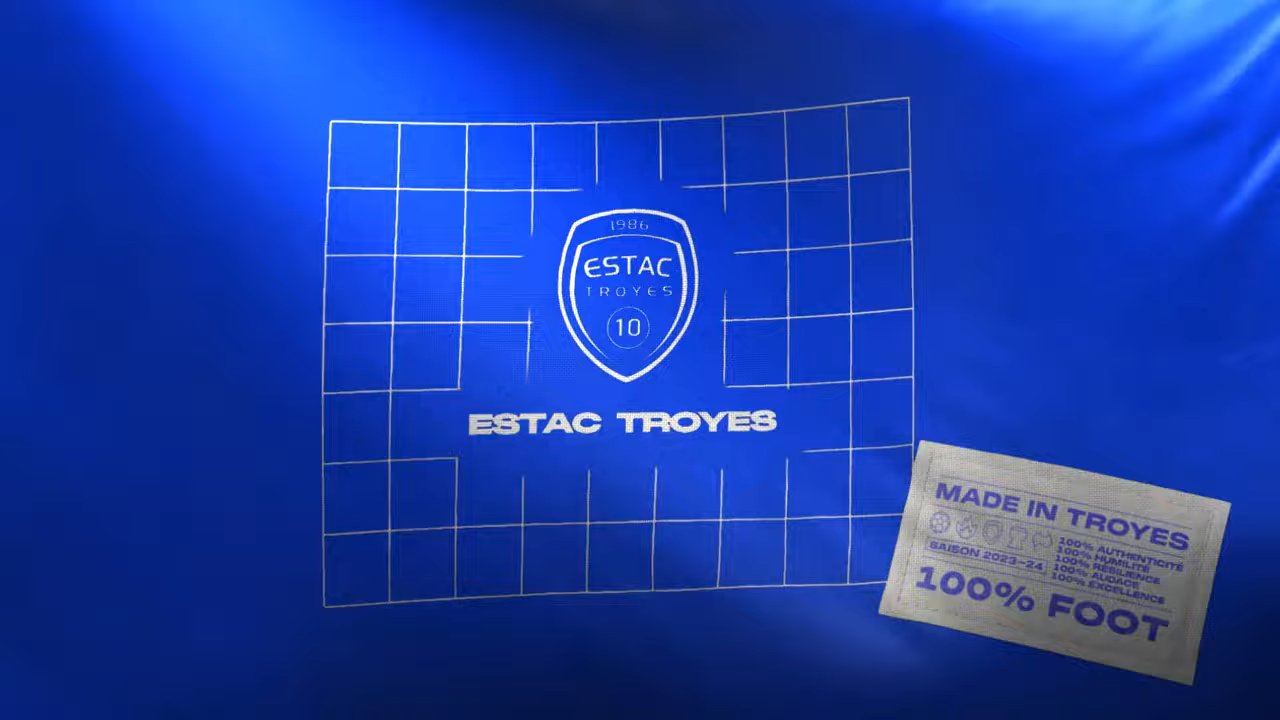 1986
ESTAC
TROYES
10
ESTAC TROYES
MADE IN TROYES
100% AUTHENTICITÉ
100% HUMILITÉ
100% RÉSILIENCE
100% AUDACE
100% EXCELLENCE
SAISON 2023-24
100% FOOT